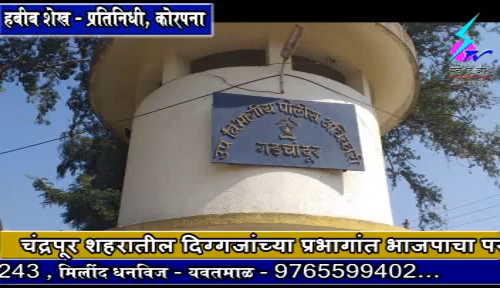 हबीब शेख - प्रतिनिधी, कोरपना
उप विभागीय पोलीस अधिकारी
गडचांदूर
चंद्रपूर शहरातील दिग्गजांच्या प्रभागांत भाजपाचा
243 , मिलींद धनविज - यवतमाळ - 9765599402...